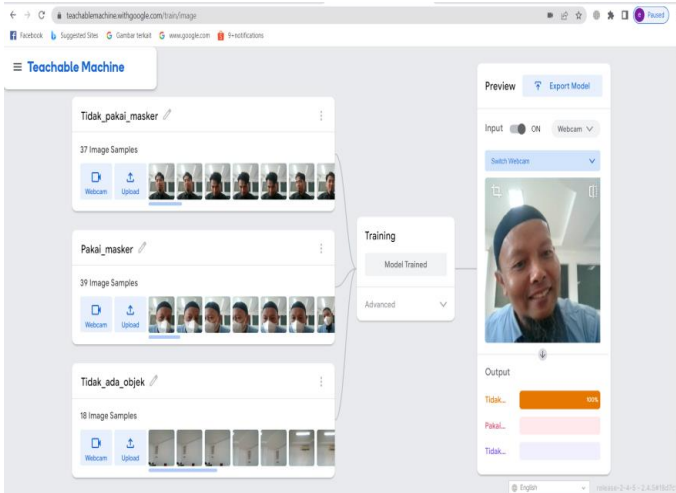 teachablemachine.withgoogle.com/train/image
Paused
Facebook
Suggested Sites
Gambar terkait
www.google.com
9+notifications
Teachable Machine
Tidak_pakai_masker
37 Image Samples
Webcam
Upload
Pakai_masker
39 Image Samples
Webcam
Upload
Tidak_ada_objek
18 Image Samples
Webcam
Upload
Training
Model Trained
Advanced
Preview
Export Model
Input
ON
Webcam
Switch Webcam
Output
Tidak...
100%
Pakai...
Tidak...
English